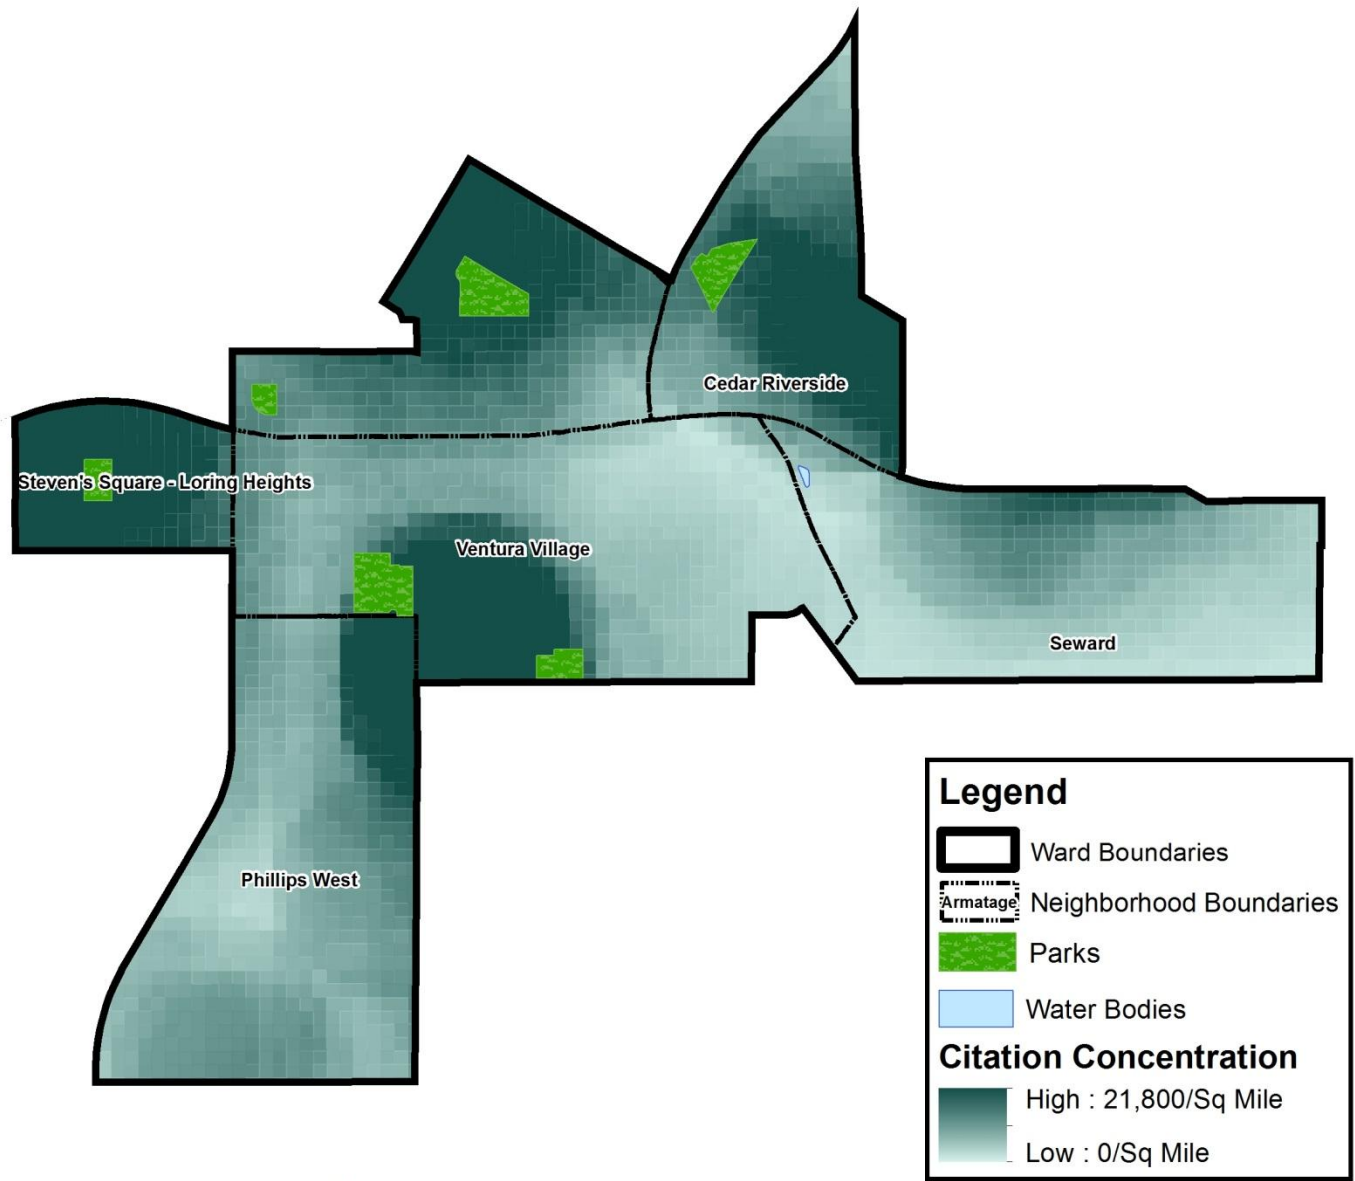 Cedar Riverside
Steven's Square - Loring Heights
Ventura Village
Seward
Phillips West
Legend
Ward Boundaries
Armatage
Neighborhood Boundaries
Parks
Water Bodies
Citation Concentration
High : 21,800/Sq Mile
Low : 0/Sq Mile